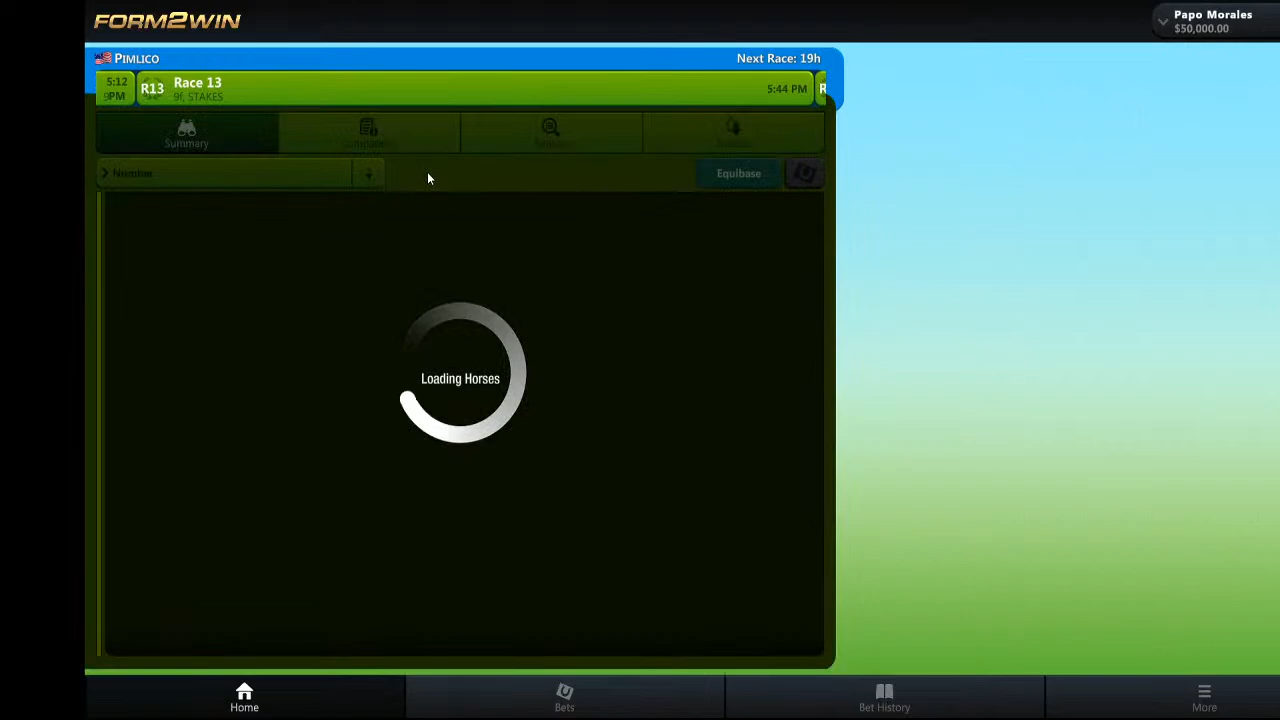 FORM2WIN
Papo Morales
$50,000.00
PIMLICO
Next Race: 19h
5:12
PM
R13
Race 13
9f, STAKES
5:44 PM
R
Summary
Number
Equibase
Loading Horses
Home
Bets
Bet History
More